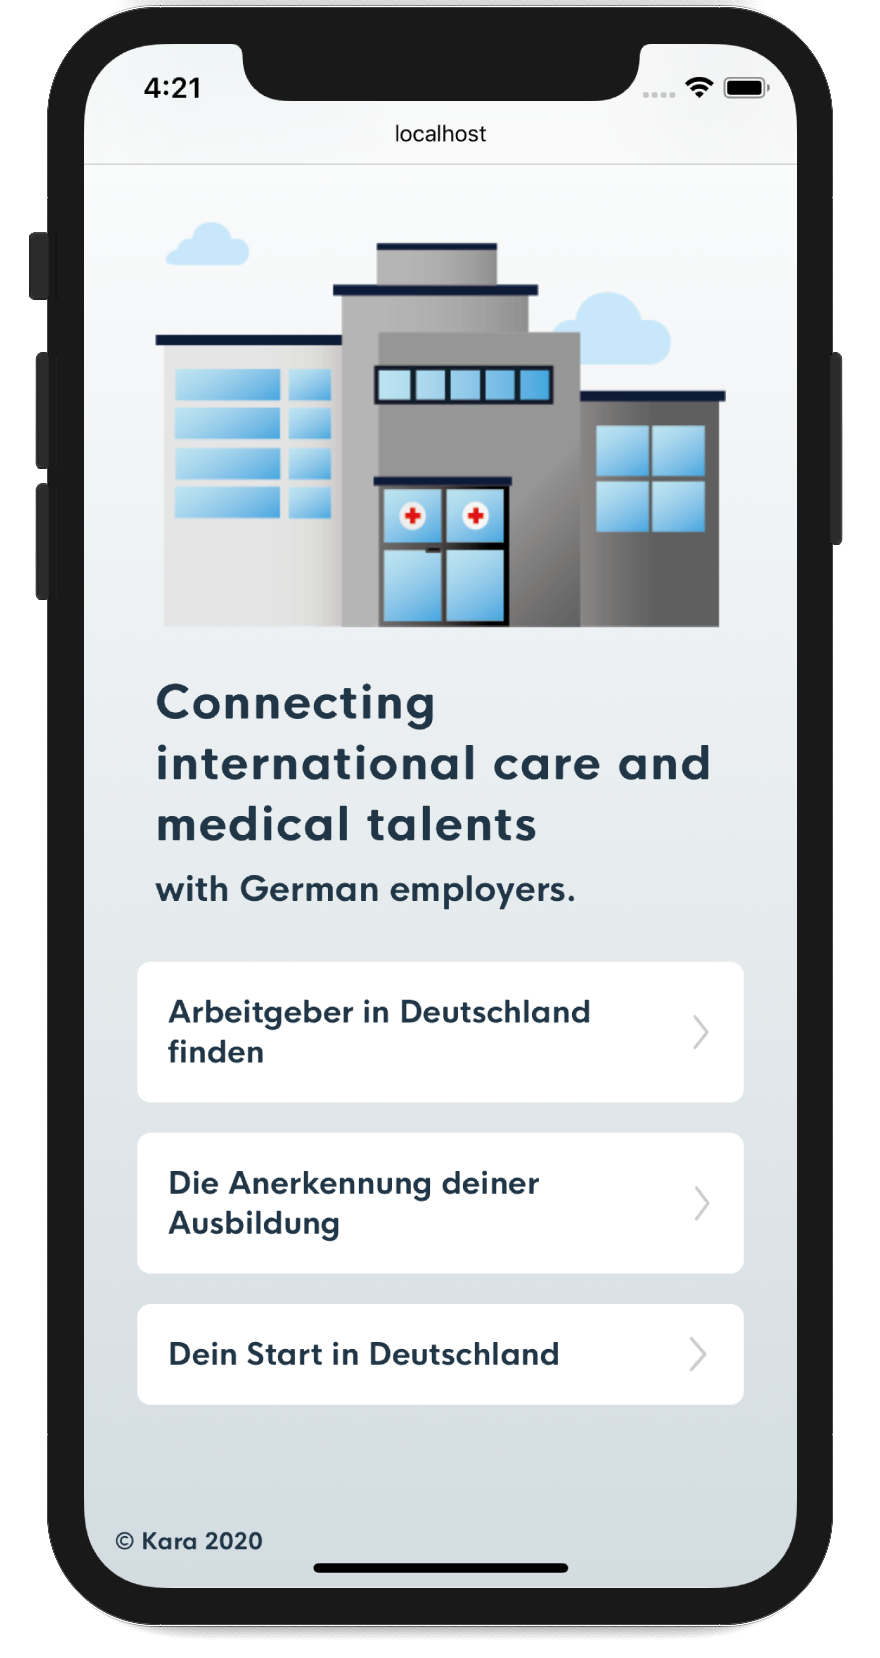 4:21
localhost
Connecting
international care and
medical talents
with German employers.
Arbeitgeber in Deutschland
finden
Die Anerkennung deiner
Ausbildung
Dein Start in Deutschland
© Kara 2020